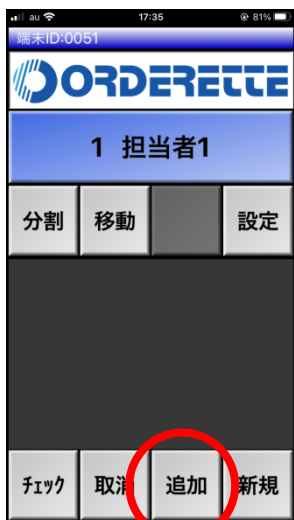 au 17:35 81%
端末ID:0051
ORDERETTE
1 担当者1
分割 移動 設定
ﾁｪｯｸ 取消 追加 新規